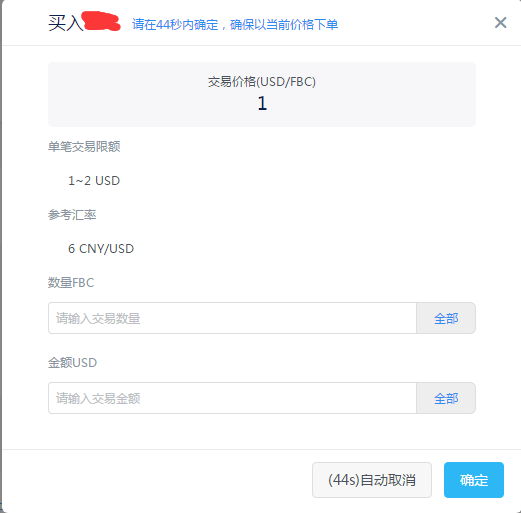 买入 请在44秒内确定，确保以当前价格下单
交易价格(USD/FBC)
1
单笔交易限额
1~2 USD
参考汇率
6 CNY/USD
数量FBC
请输入交易数量 全部
金额USD
请输入交易金额 全部
(44s)自动取消 确定